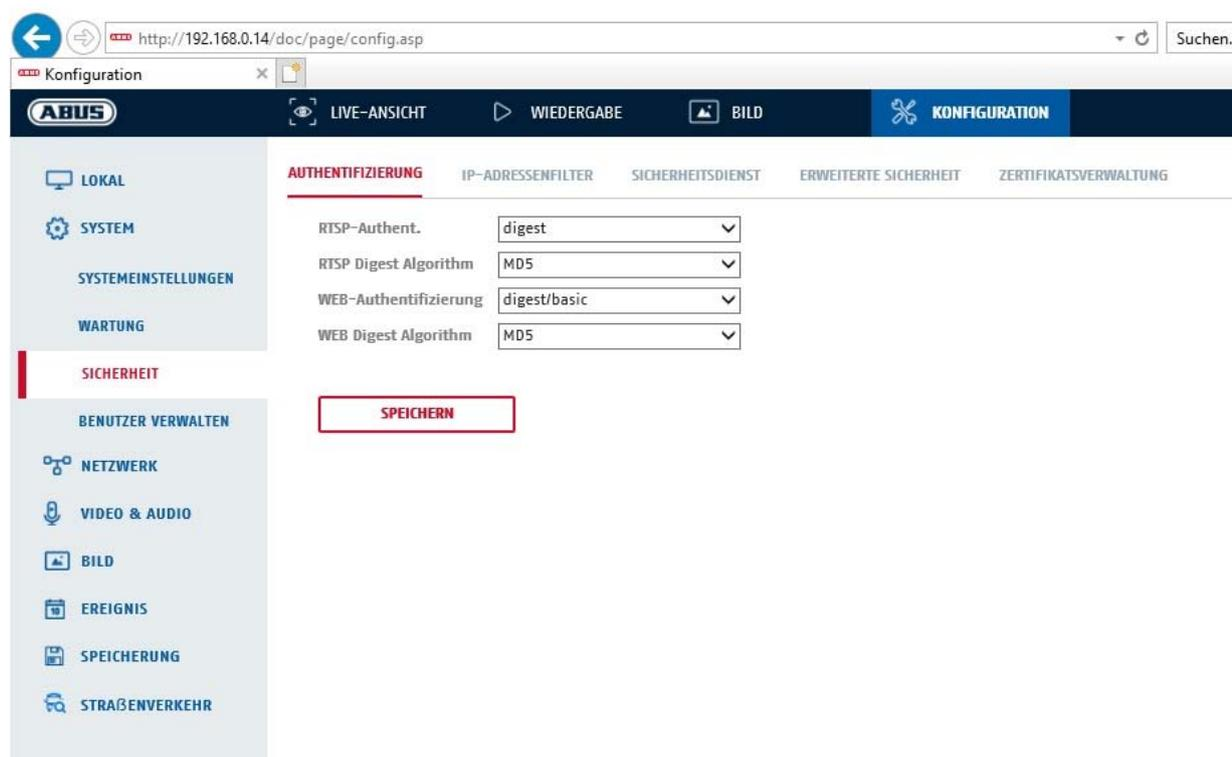 http://192.168.0.14/doc/page/config.asp
Suchen.
Konfiguration
ABUS
LIVE-ANSICHT
WIEDERGABE
BILD
KONFIGURATION
LOKAL
SYSTEM
SYSTEMEINSTELLUNGEN
WARTUNG
SICHERHEIT
BENUTZER VERWALTEN
NETZWERK
VIDEO & AUDIO
BILD
10
EREIGNIS
SPEICHERUNG
STRAßENVERKEHR
AUTHENTIFIZIERUNG
IP-ADRESSENFILTER
SICHERHEITSDIENST
ERWEITERTE SICHERHEIT
ZERTIFIKATSVERWALTUNG
RTSP-Authent. digest
RTSP Digest Algorithm MD5
WEB-Authentifizierung digest/basic
WEB Digest Algorithm MD5
SPEICHERN